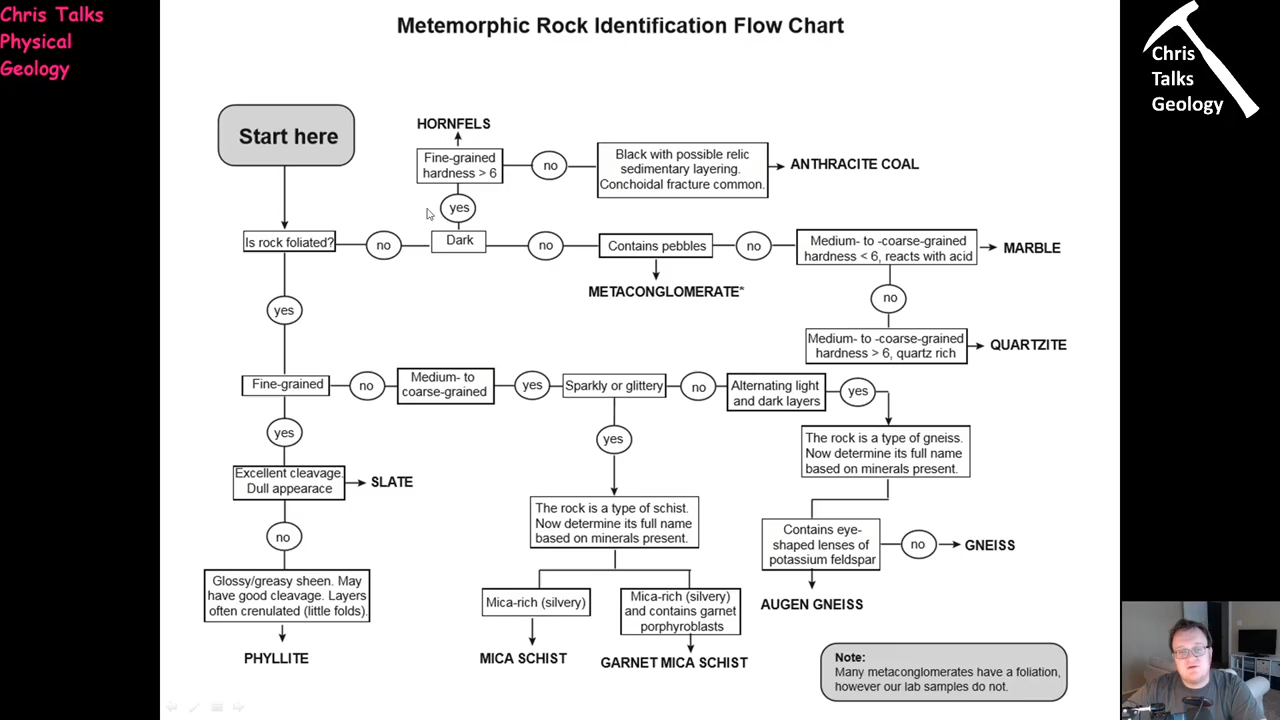 Chris Talks
Physical
Geology
Metemorphic Rock Identification Flow Chart
Chris
Talks
Geology
Start here
HORNFELS
Fine-grained
hardness > 6
no
Black with possible relic
sedimentary layering.
Conchoidal fracture common.
ANTHRACITE COAL
yes
Is rock foliated?
no
Dark
no
Contains pebbles
no
Medium- to -coarse-grained
hardness < 6, reacts with acid
MARBLE
METACONGLOMERATE*
yes
no
Medium- to -coarse-grained
hardness > 6, quartz rich
QUARTZITE
Fine-grained
no
Medium- to
coarse-grained
yes
Sparkly or glittery
no
Alternating light
and dark layers
yes
yes
yes
The rock is a type of gneiss.
Now determine its full name
based on minerals present.
Excellent cleavage.
Dull appearace
SLATE
The rock is a type of schist.
Now determine its full name
based on minerals present.
no
Contains eye-
shaped lenses of
potassium feldspar
no
GNEISS
Glossy/greasy sheen. May
have good cleavage. Layers
often crenulated (little folds).
Mica-rich (silvery)
Mica-rich (silvery)
and contains garnet
porphyroblasts
AUGEN GNEISS
PHYLLITE
MICA SCHIST
GARNET MICA SCHIST
Note:
Many metaconglomerates have a foliation,
however our lab samples do not.